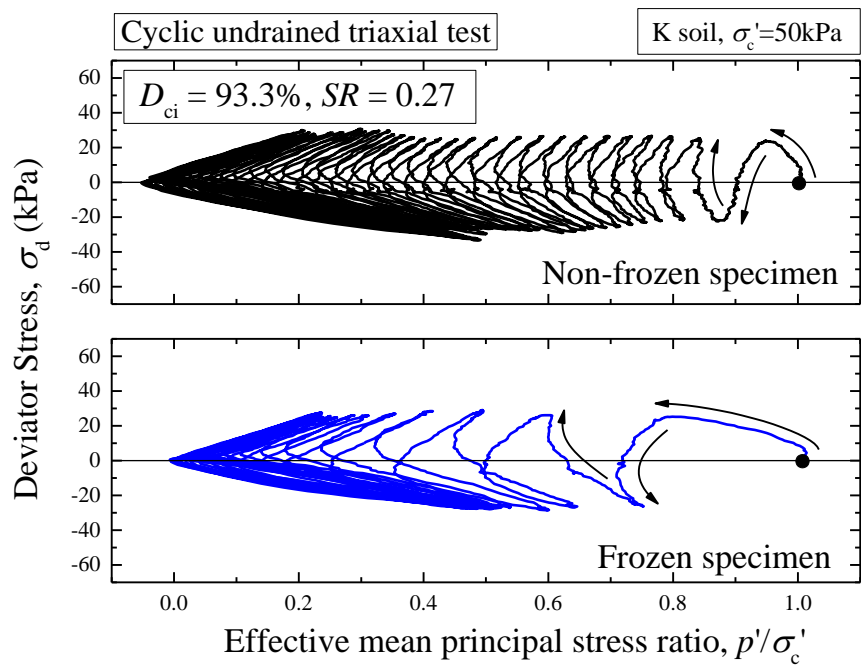 Cyclic undrained triaxial test
K soil, σc'=50kPa
Dci = 93.3%, SR = 0.27
60
40
20
0
-20
-40
-60
Non-frozen specimen
Deviator Stress, σd (kPa)
60
40
20
0
-20
-40
-60
Frozen specimen
0.0 0.2 0.4 0.6 0.8 1.0
Effective mean principal stress ratio, p'/σc'